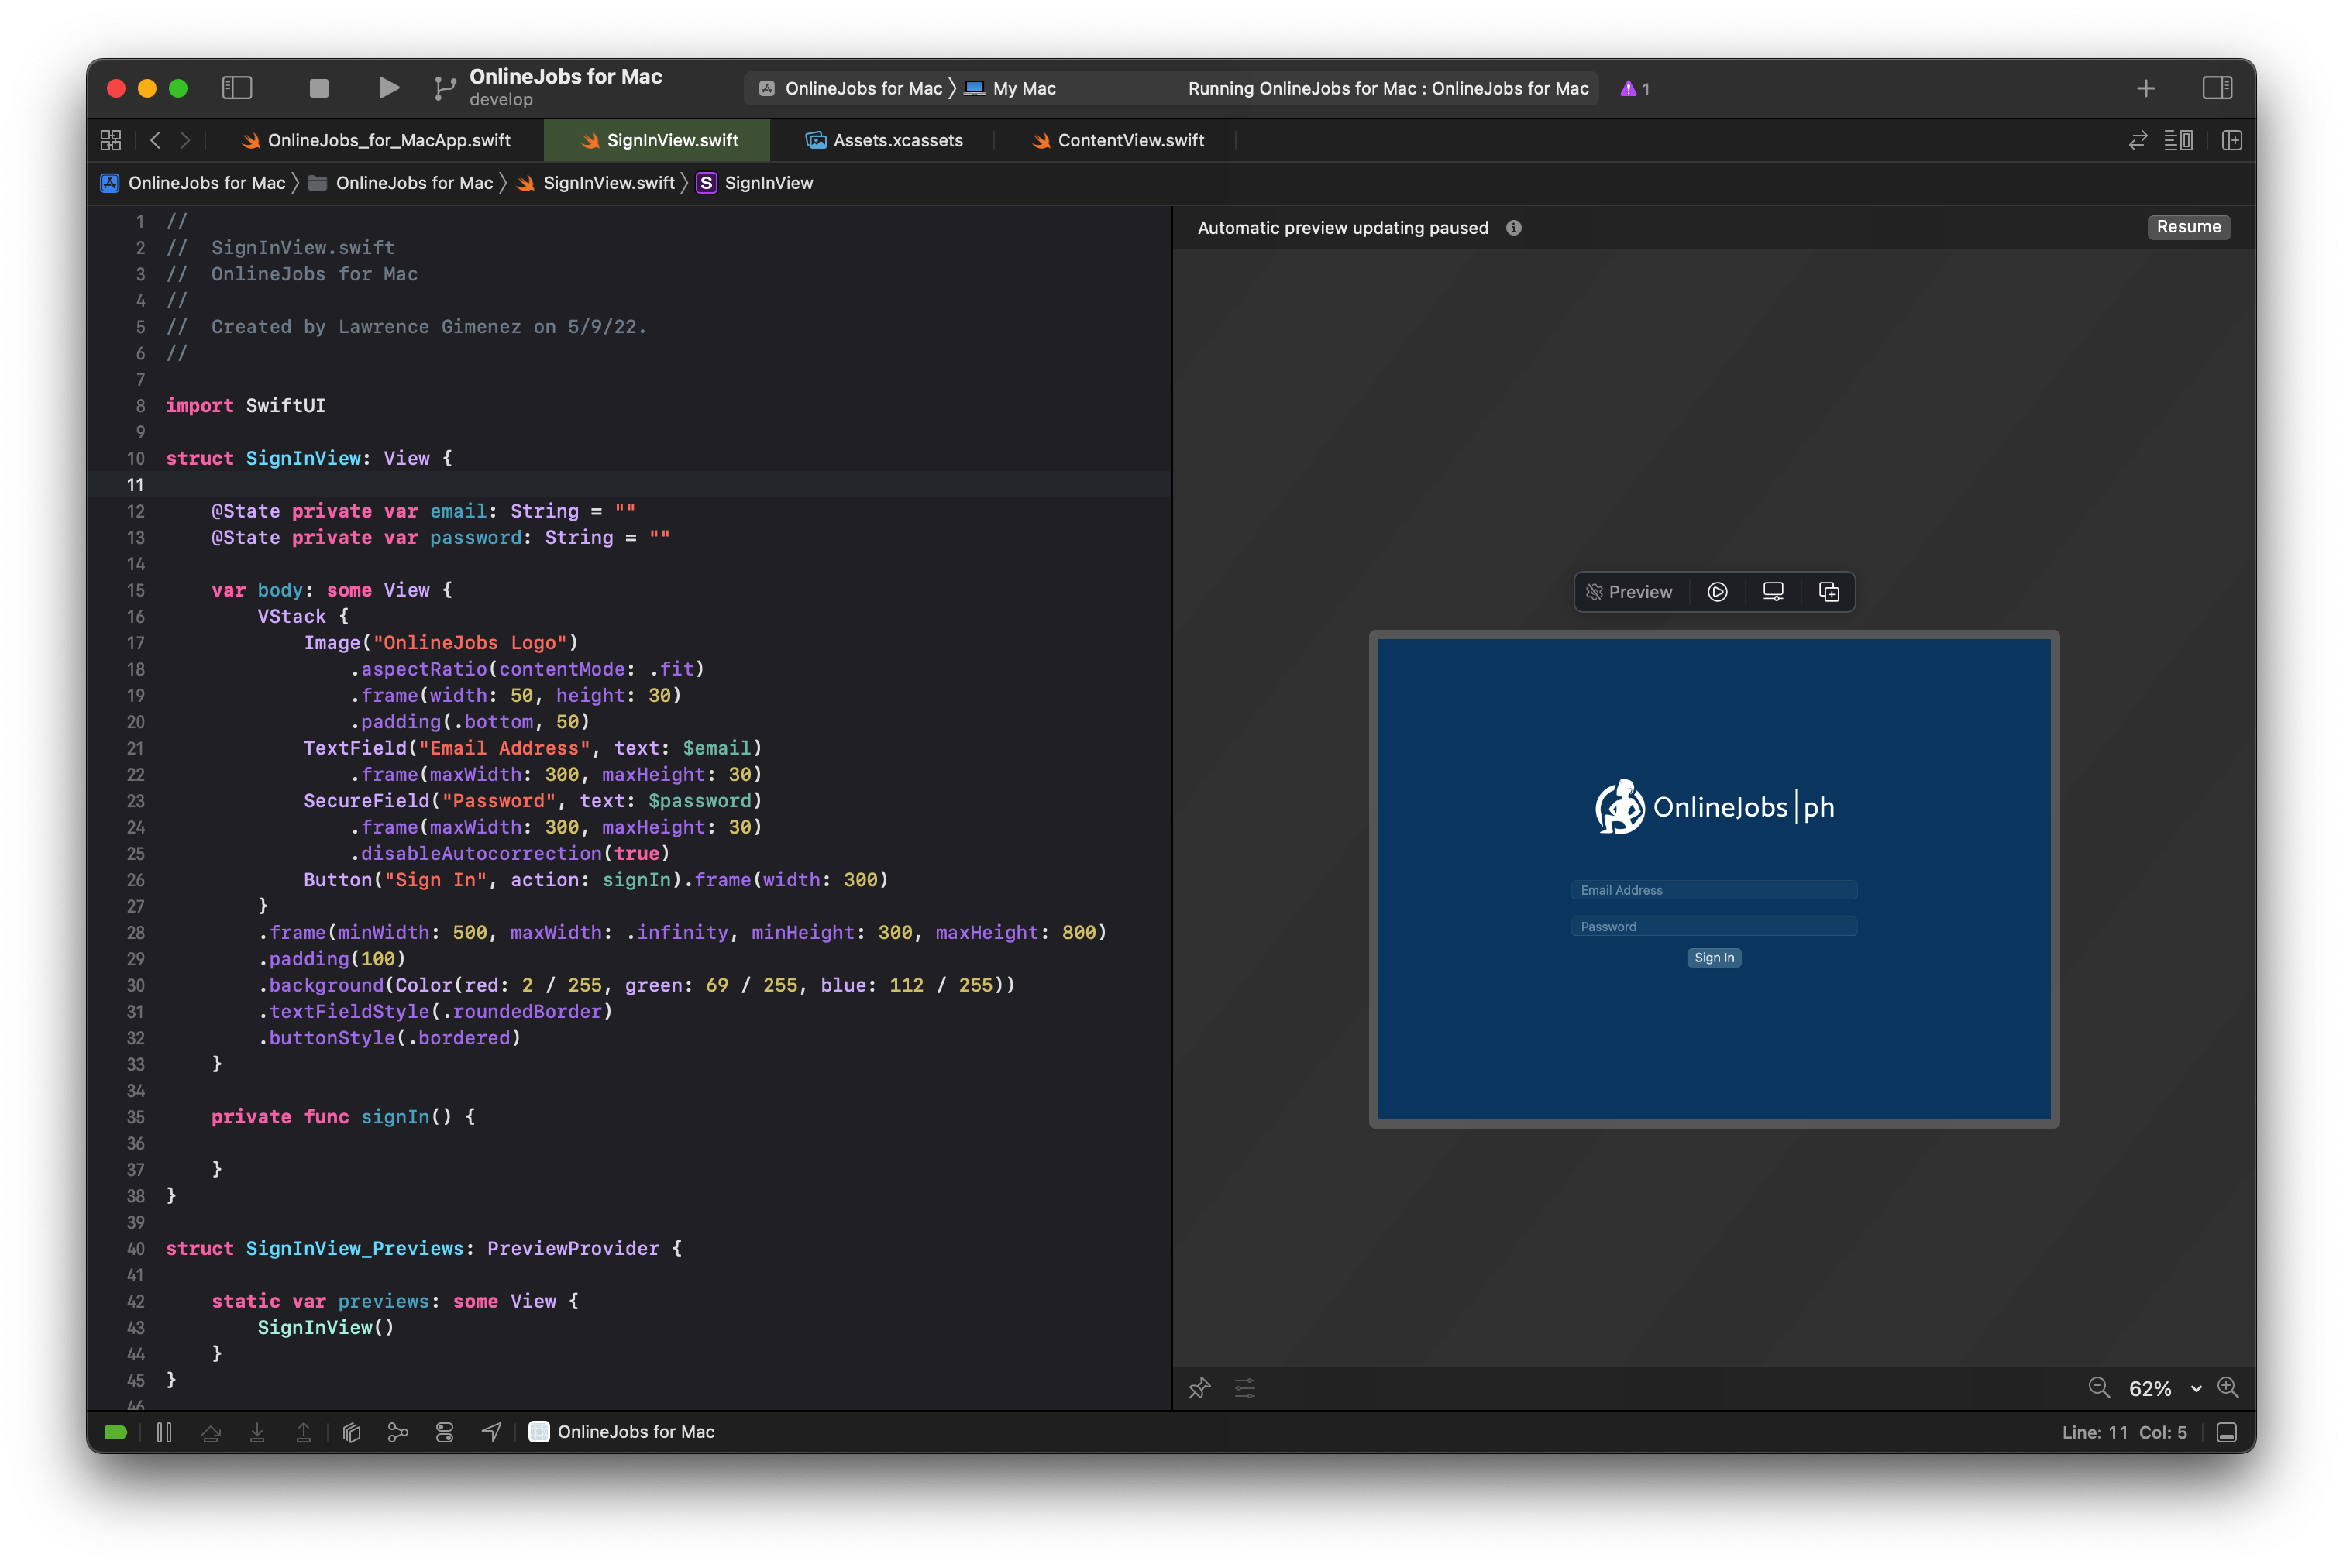 OnlineJobs for Mac
develop
OnlineJobs for Mac
My Mac
Running OnlineJobs for Mac : OnlineJobs for Mac
1
OnlineJobs_for_MacApp.swift
SignInView.swift
Assets.xcassets
ContentView.swift
OnlineJobs for Mac
OnlineJobs for Mac
SignInView.swift
S SignInView
1 //
2 //  SignInView.swift
3 //  OnlineJobs for Mac
4 //
5 //  Created by Lawrence Gimenez on 5/9/22.
6 //
7
8 import SwiftUI
9
10 struct SignInView: View {
11
12     @State private var email: String = ""
13     @State private var password: String = ""
14
15     var body: some View {
16         VStack {
17             Image("OnlineJobs Logo")
18                 .aspectRatio(contentMode: .fit)
19                 .frame(width: 50, height: 30)
20                 .padding(.bottom, 50)
21             TextField("Email Address", text: $email)
22                 .frame(maxWidth: 300, maxHeight: 30)
23             SecureField("Password", text: $password)
24                 .frame(maxWidth: 300, maxHeight: 30)
25                 .disableAutocorrection(true)
26             Button("Sign In", action: signIn).frame(width: 300)
27         }
28         .frame(minWidth: 500, maxWidth: .infinity, minHeight: 300, maxHeight: 800)
29         .padding(100)
30         .background(Color(red: 2 / 255, green: 69 / 255, blue: 112 / 255))
31         .textFieldStyle(.roundedBorder)
32         .buttonStyle(.bordered)
33     }
34
35     private func signIn() {
36
37     }
38 }
39
40 struct SignInView_Previews: PreviewProvider {
41
42     static var previews: some View {
43         SignInView()
44     }
45 }
46
Automatic preview updating paused
Resume
Preview
OnlineJobs|ph
Email Address
Password
Sign In
62%
OnlineJobs for Mac
Line: 11 Col: 5